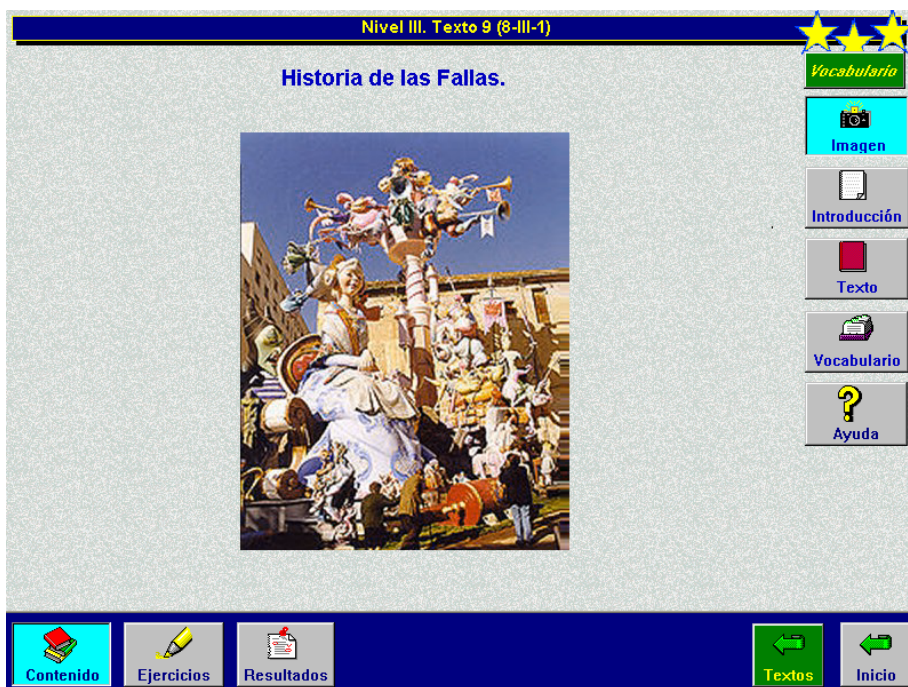 Nivel III. Texto 9 (8-III-1)
Historia de las Fallas.
Vocabulario
Imagen
Introducción
Texto
Vocabulario
Ayuda
Contenido
Ejercicios
Resultados
Textos
Inicio